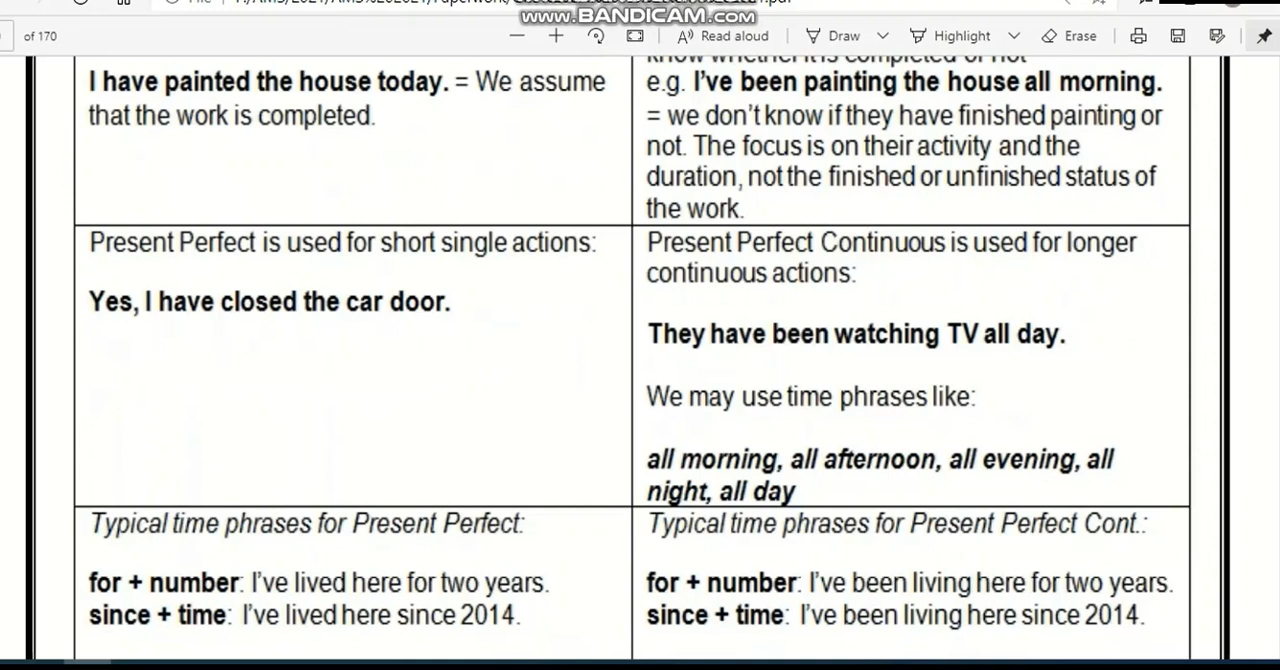 www.BANDICAM.com
of 170
Read aloud
Draw
Highlight
Erase
I have painted the house today. = We assume
that the work is completed.
know whether it is completed or not
e.g. I've been painting the house all morning.
= we don't know if they have finished painting or
not. The focus is on their activity and the
duration, not the finished or unfinished status of
the work.
Present Perfect is used for short single actions:
Yes, I have closed the car door.
Present Perfect Continuous is used for longer
continuous actions:
They have been watching TV all day.
We may use time phrases like:
all morning, all afternoon, all evening, all
night, all day
Typical time phrases for Present Perfect:
for + number: I've lived here for two years.
since + time: I've lived here since 2014.
Typical time phrases for Present Perfect Cont.:
for + number: I've been living here for two years.
since + time: I've been living here since 2014.